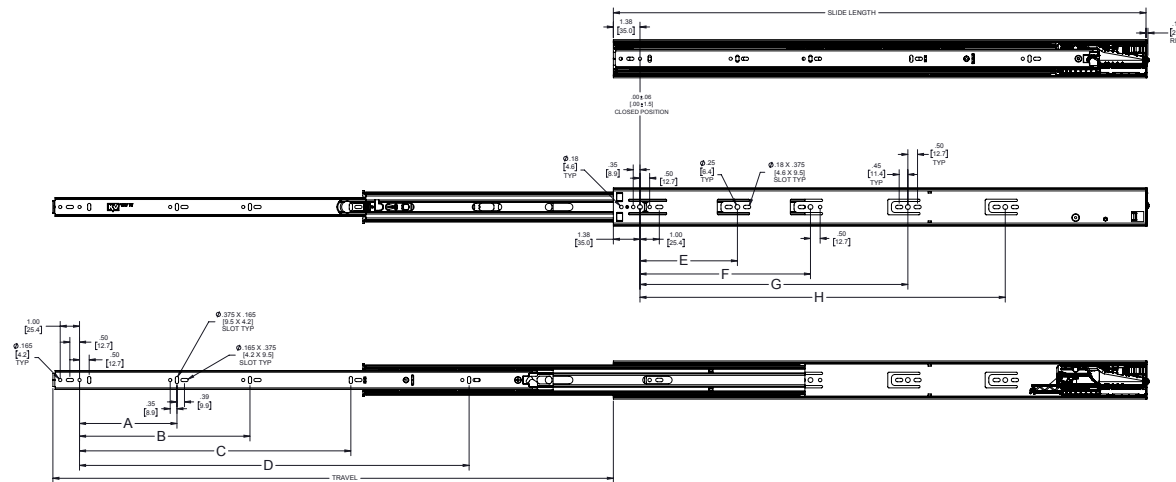 SLIDE LENGTH
1.38
[35.0]
.00±.06
[.00±1.5]
CLOSED POSITION
Ø.18
[4.6]
TYP
.35
[8.9]
.50
[12.7]
Ø.25
[6.4]
TYP
Ø.18 X .375
[4.6 X 9.5]
SLOT TYP
.45
[11.4]
TYP
.50
[12.7]
TYP
1.38
[35.0]
1.00
[25.4]
.50
[12.7]
E
F
G
H
1.00
[25.4]
.50
[12.7]
Ø.165
[4.2]
TYP
.50
[12.7]
Ø.375 X .165
[9.5 X 4.2]
SLOT TYP
Ø.165 X .375
[4.2 X 9.5]
SLOT TYP
.35
[8.9]
.39
[9.9]
A
B
C
D
TRAVEL